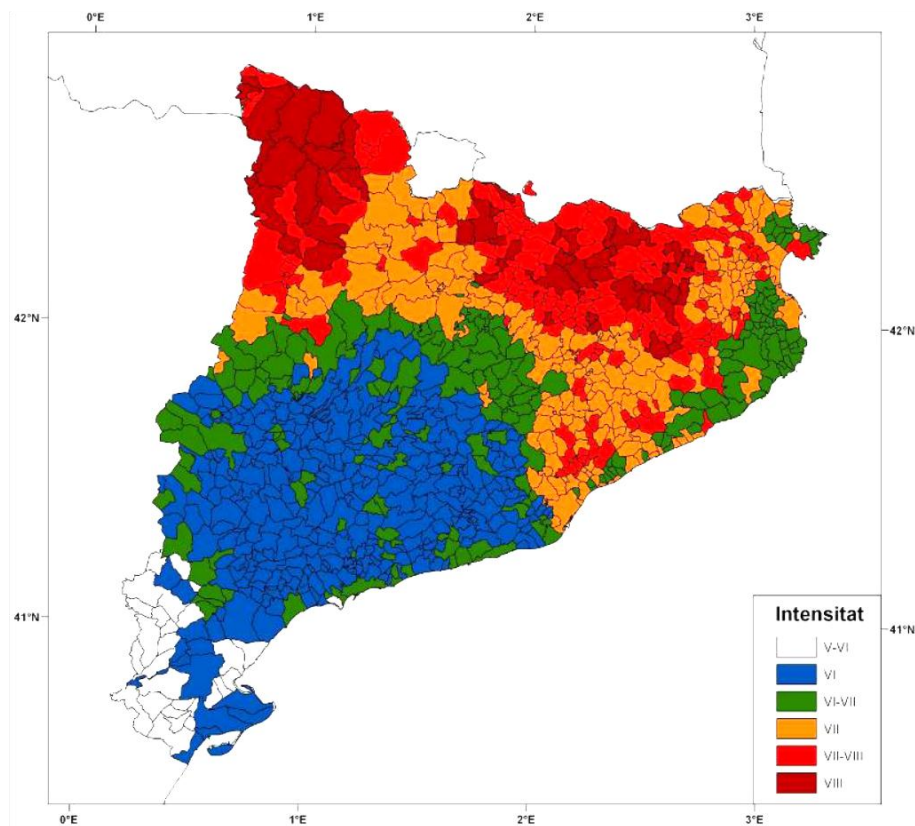 0°E 1°E 2°E 3°E
42°N 42°N
41°N 41°N
Intensitat
V-VI
VI
VI-VII
VII
VII-VIII
VIII
0°E 1°E 2°E 3°E